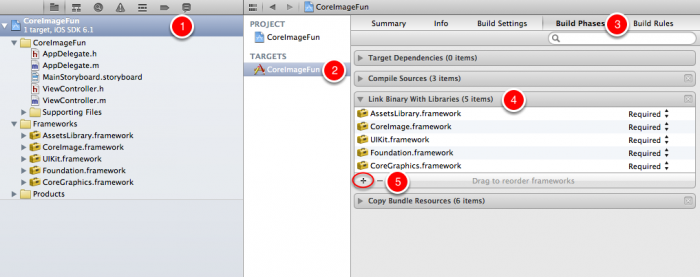 CoreImageFun
1 target, iOS SDK 6.1
1
CoreImageFun
AppDelegate.h
AppDelegate.m
MainStoryboard.storyboard
ViewController.h
ViewController.m
Supporting Files
Frameworks
AssetsLibrary.framework
CoreImage.framework
UIKit.framework
Foundation.framework
CoreGraphics.framework
Products
CoreImageFun
PROJECT
CoreImageFun
TARGETS
CoreImageFun
2
Summary Info Build Settings Build Phases Build Rules
3
Target Dependencies (0 items)
Compile Sources (3 items)
Link Binary With Libraries (5 items)
4
AssetsLibrary.framework Required
CoreImage.framework Required
UIKit.framework Required
Foundation.framework Required
CoreGraphics.framework Required
+ − 5 Drag to reorder frameworks
Copy Bundle Resources (6 items)